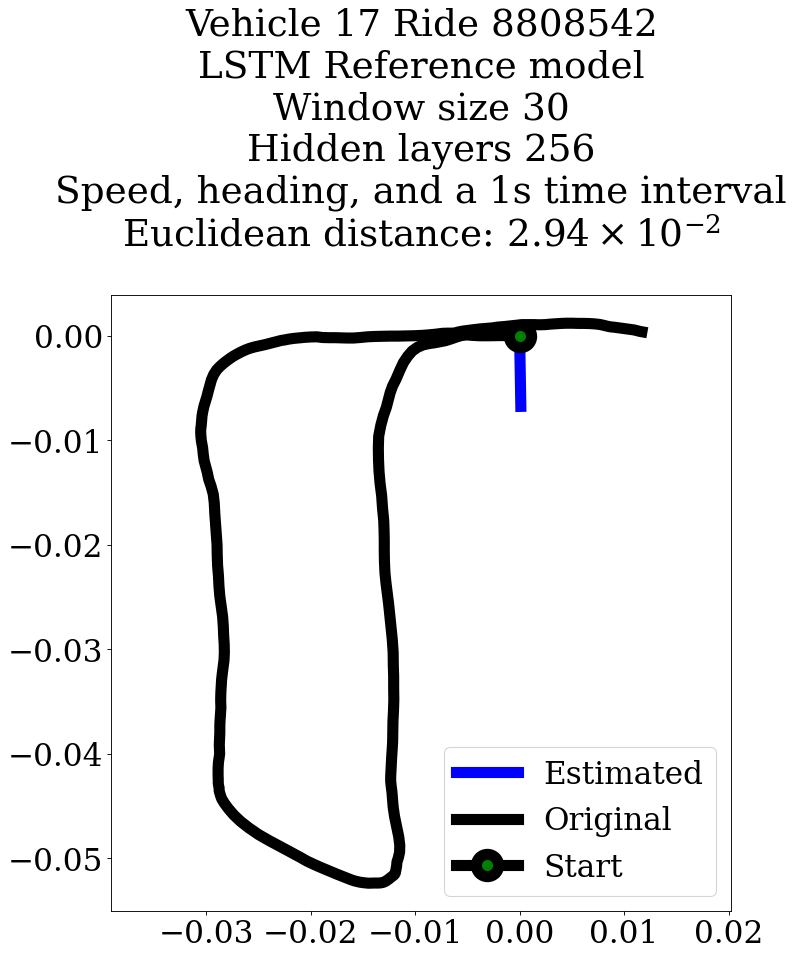 Vehicle 17 Ride 8808542
LSTM Reference model
Window size 30
Hidden layers 256
Speed, heading, and a 1s time interval
Euclidean distance: 2.94 × 10⁻²
0.00
−0.01
−0.02
−0.03
−0.04
−0.05
Estimated
Original
Start
−0.03 −0.02 −0.01 0.00 0.01 0.02